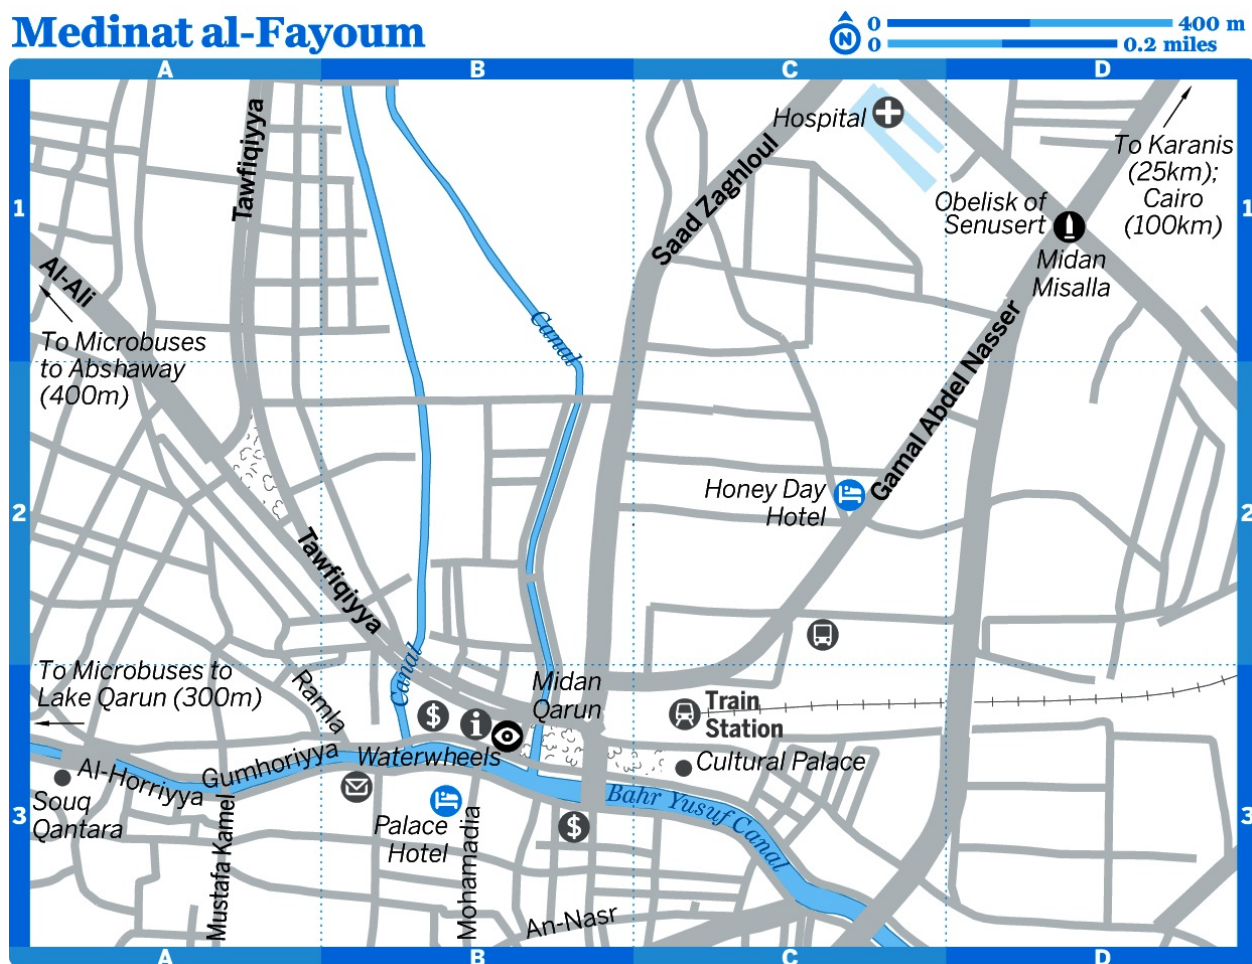 Medinat al-Fayoum
N
0 400 m
0 0.2 miles
A B C D
1
1
2
2
3
3
A B C D
Tawfiqiyya
Al-Ali
To Microbuses
to Abshaway
(400m)
Canal
Saad Zaghloul
Hospital
To Karanis
(25km);
Cairo
(100km)
Obelisk of
Senusert
Midan
Misalla
Gamal Abdel Nasser
Honey Day
Hotel
Tawfiqiyya
Canal
To Microbuses to
Lake Qarun (300m)
Ramla
Midan
Qarun
Train
Station
$
i
Waterwheels
Cultural Palace
Gumhoriyya
Al-Horriyya
Souq
Qantara
Mustafa Kamel
Palace
Hotel
Mohamadia
$
Bahr Yusuf Canal
An-Nasr